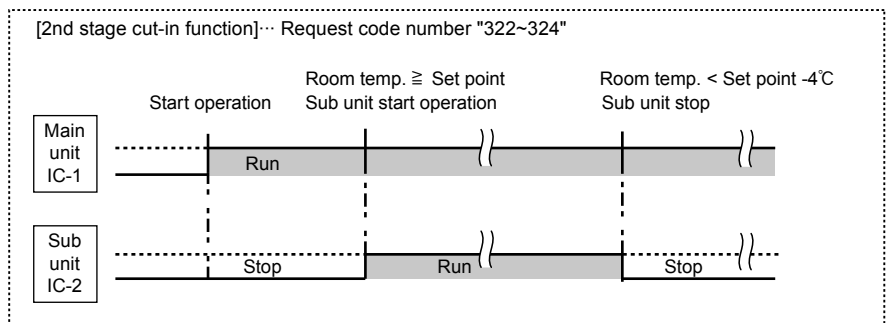 [2nd stage cut-in function]··· Request code number "322~324"
Room temp. ≧ Set point
Room temp. < Set point -4℃
Start operation
Sub unit start operation
Sub unit stop
Main
unit
IC-1
Run
Sub
unit
IC-2
Stop
Run
Stop